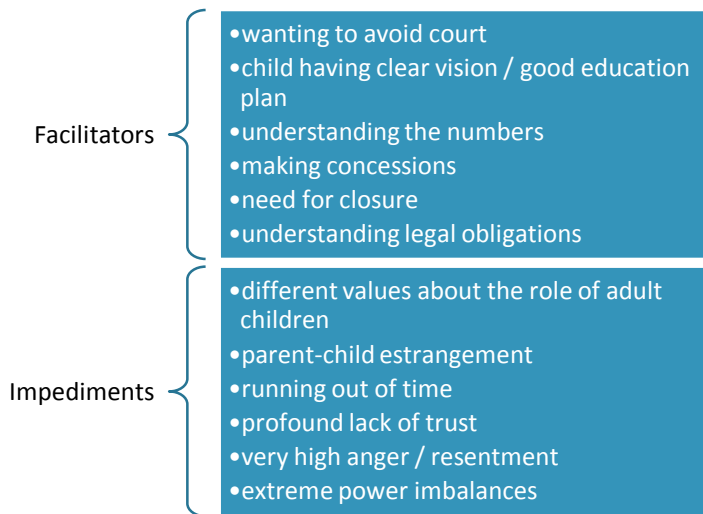 Facilitators
•wanting to avoid court
•child having clear vision / good education
plan
•understanding the numbers
•making concessions
•need for closure
•understanding legal obligations
Impediments
•different values about the role of adult
children
•parent-child estrangement
•running out of time
•profound lack of trust
•very high anger / resentment
•extreme power imbalances